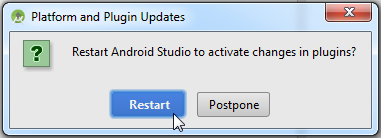 Platform and Plugin Updates
Restart Android Studio to activate changes in plugins?
Restart
Postpone